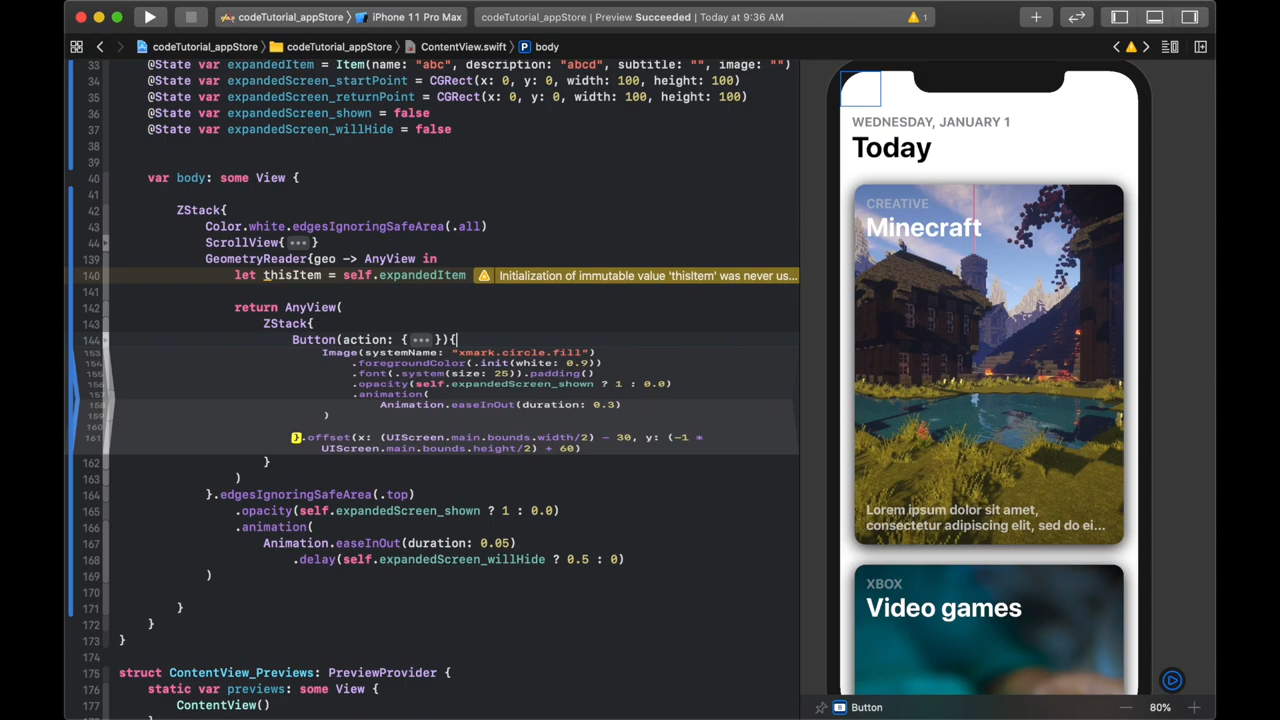 codeTutorial_appStore > iPhone 11 Pro Max
codeTutorial_appStore | Preview Succeeded | Today at 9:36 AM
1
codeTutorial_appStore > codeTutorial_appStore > ContentView.swift > P body
33 @State var expandedItem = Item(name: "abc", description: "abcd", subtitle: "", image: "")
34 @State var expandedScreen_startPoint = CGRect(x: 0, y: 0, width: 100, height: 100)
35 @State var expandedScreen_returnPoint = CGRect(x: 0, y: 0, width: 100, height: 100)
36 @State var expandedScreen_shown = false
37 @State var expandedScreen_willHide = false
38
39
40 var body: some View {
41
42 ZStack{
43 Color.white.edgesIgnoringSafeArea(.all)
44 ScrollView{ ••• }
139 GeometryReader{geo -> AnyView in
140 let thisItem = self.expandedItem Initialization of immutable value 'thisItem' was never us...
141
142 return AnyView(
143 ZStack{
144 Button(action: { ••• }){
153 Image(systemName: "xmark.circle.fill")
154 .foregroundColor(.init(white: 0.9))
155 .font(.system(size: 25)).padding()
156 .opacity(self.expandedScreen_shown ? 1 : 0.0)
157 .animation(
158 Animation.easeInOut(duration: 0.3)
159 )
160
161 }.offset(x: (UIScreen.main.bounds.width/2) - 30, y: (-1 *
UIScreen.main.bounds.height/2) + 60)
162 }
163 )
164 }.edgesIgnoringSafeArea(.top)
165 .opacity(self.expandedScreen_shown ? 1 : 0.0)
166 .animation(
167 Animation.easeInOut(duration: 0.05)
168 .delay(self.expandedScreen_willHide ? 0.5 : 0)
169 )
170
171 }
172 }
173 }
174
175 struct ContentView_Previews: PreviewProvider {
176 static var previews: some View {
177 ContentView()
WEDNESDAY, JANUARY 1
Today
CREATIVE
Minecraft
Lorem ipsum dolor sit amet,
consectetur adipiscing elit, sed do ei...
XBOX
Video games
Button
80%